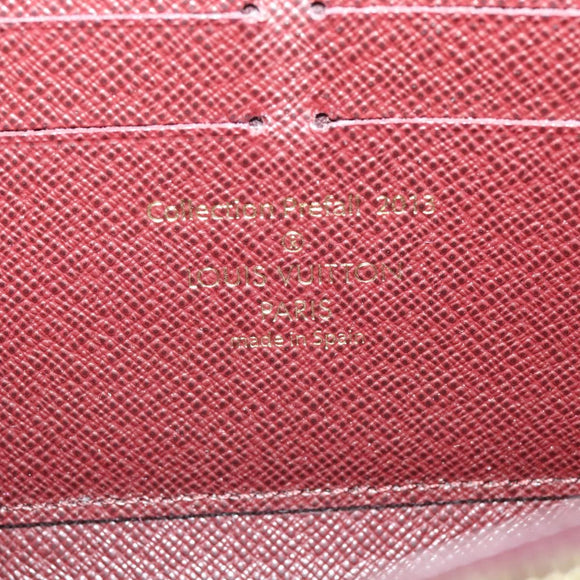 Collection Prefall 2013
®
LOUIS VUITTON
PARIS
made in Spain